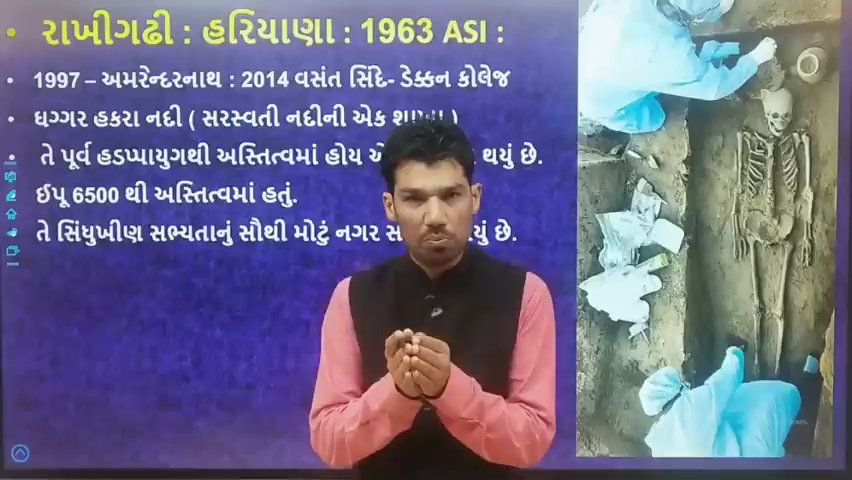 રાખીગઢી : હરિયાણા : 1963 ASI :
1997 – અમરેન્દરનાથ : 2014 વસંત સિંદે- ડેક્કન કોલેજ
ઘગ્ગર હકરા નદી ( સરસ્વતી નદીની એક શાખા )
તે પૂર્વ હડપ્પાયુગથી અસ્તિત્વમાં હોય થયું છે.
ઈપૂ 6500 થી અસ્તિત્વમાં હતું.
તે સિંધુખીણ સભ્યતાનું સૌથી મોટું નગર છે.